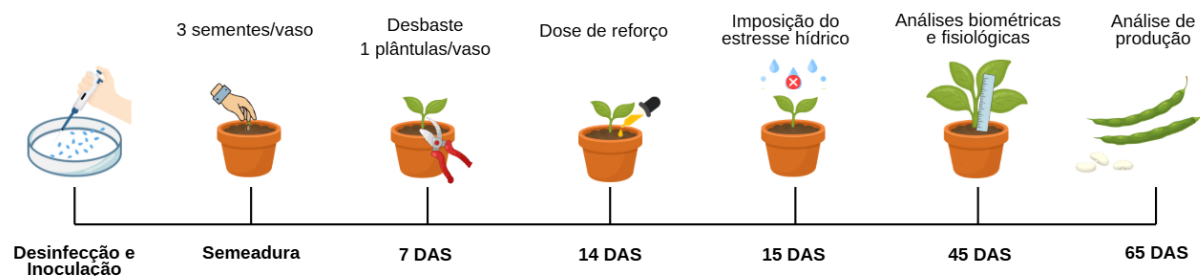 3 sementes/vaso
Desbaste
1 plântulas/vaso
Dose de reforço
Imposição do
estresse hídrico
Análises biométricas
e fisiológicas
Análise de
produção
Desinfecção e
Inoculação
Semeadura
7 DAS
14 DAS
15 DAS
45 DAS
65 DAS